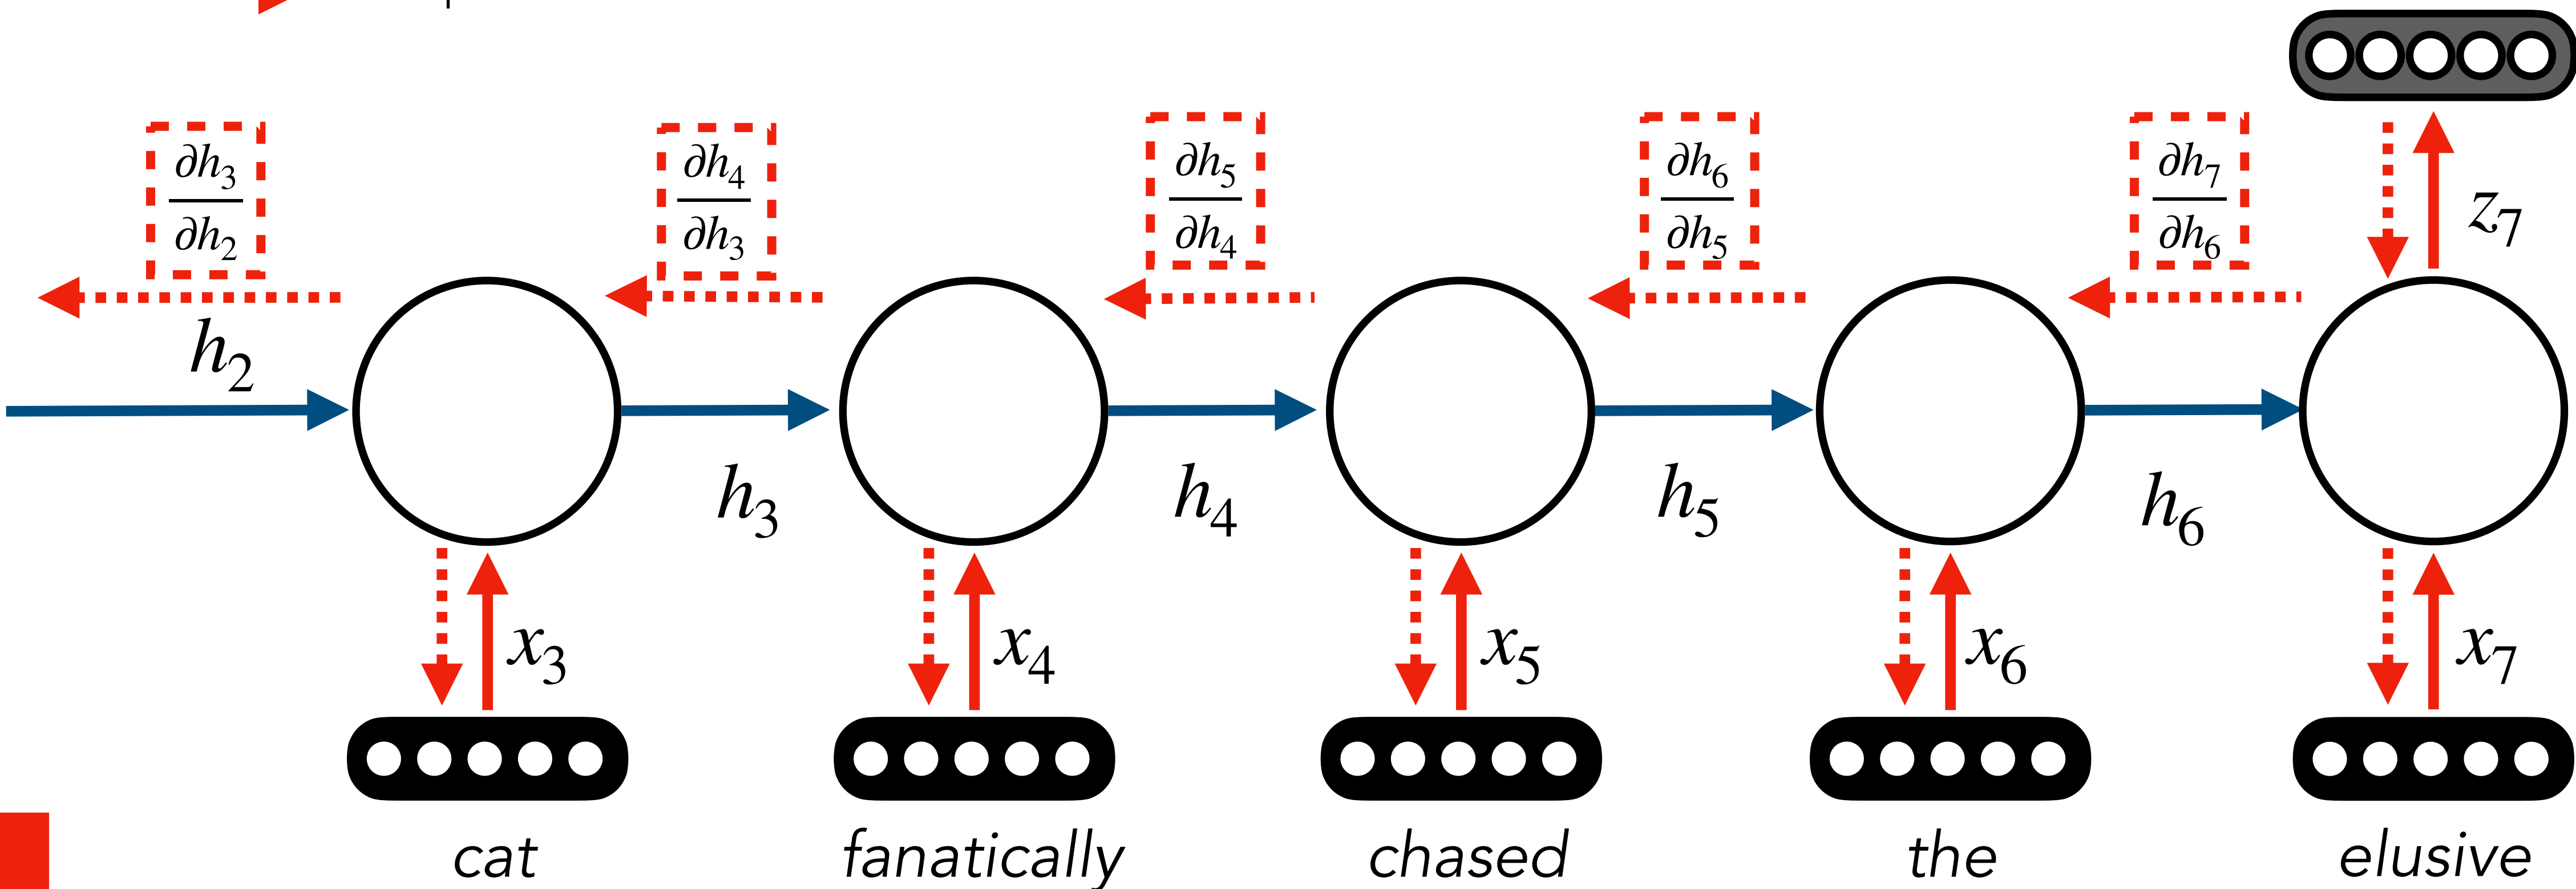 ∂h₃/∂h₂
∂h₄/∂h₃
∂h₅/∂h₄
∂h₆/∂h₅
∂h₇/∂h₆
z₇
h₂
h₃
h₄
h₅
h₆
x₃
x₄
x₅
x₆
x₇
cat
fanatically
chased
the
elusive